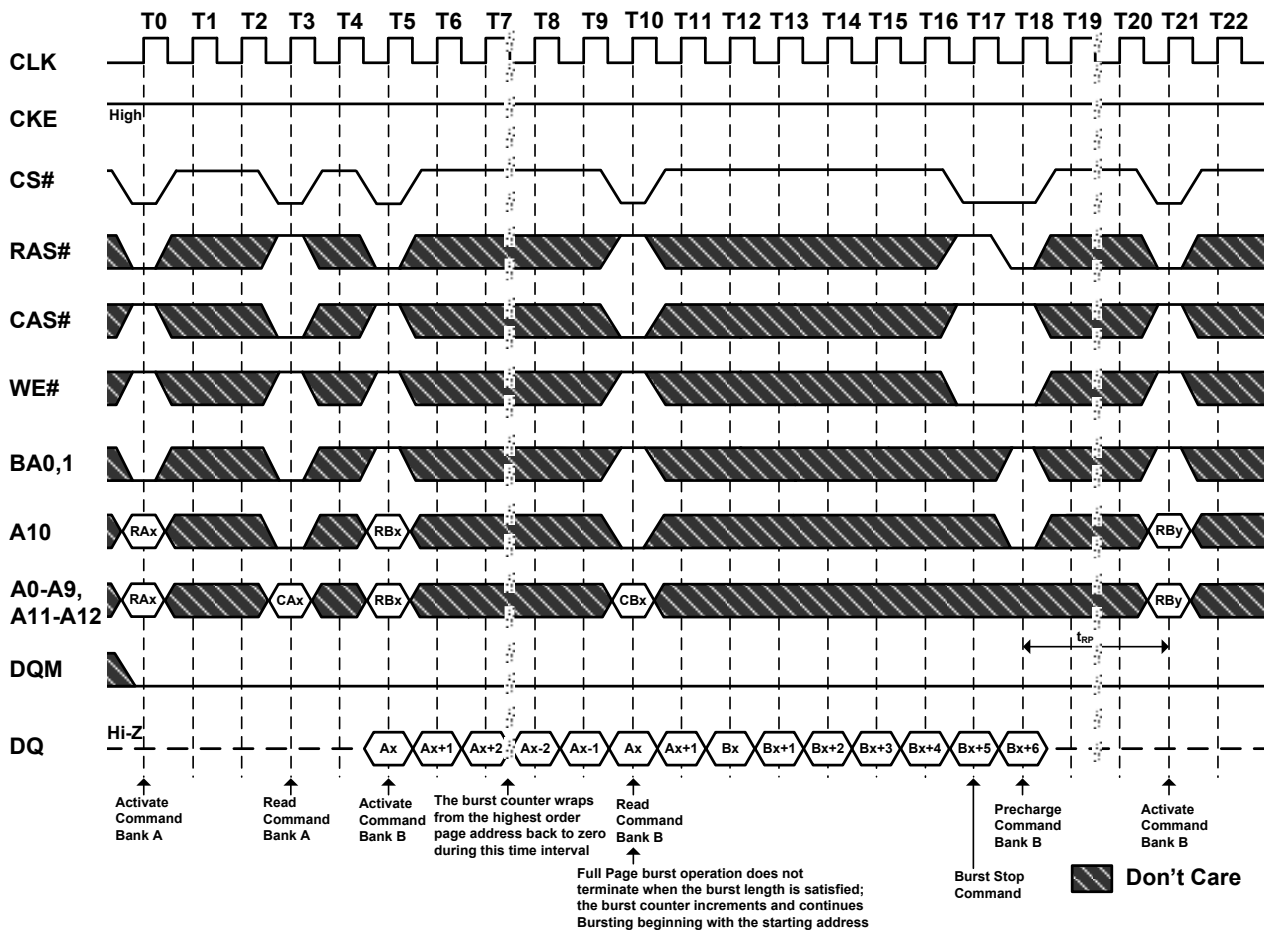 T0 T1 T2 T3 T4 T5 T6 T7 T8 T9 T10 T11 T12 T13 T14 T15 T16 T17 T18 T19 T20 T21 T22
CLK
CKE
High
CS#
RAS#
CAS#
WE#
BA0,1
A10
RAx RBx RBy
A0-A9,
A11-A12
RAx CAx RBx CBx RBy
tRP
DQM
DQ
Hi-Z
Ax Ax+1 Ax+2 Ax-2 Ax-1 Ax Ax+1 Bx Bx+1 Bx+2 Bx+3 Bx+4 Bx+5 Bx+6
Activate
Command
Bank A
Read
Command
Bank A
Activate
Command
Bank B
The burst counter wraps
from the highest order
page address back to zero
during this time interval
Read
Command
Bank B
Full Page burst operation does not
terminate when the burst length is satisfied;
the burst counter increments and continues
Bursting beginning with the starting address
Burst Stop
Command
Precharge
Command
Bank B
Activate
Command
Bank B
Don't Care